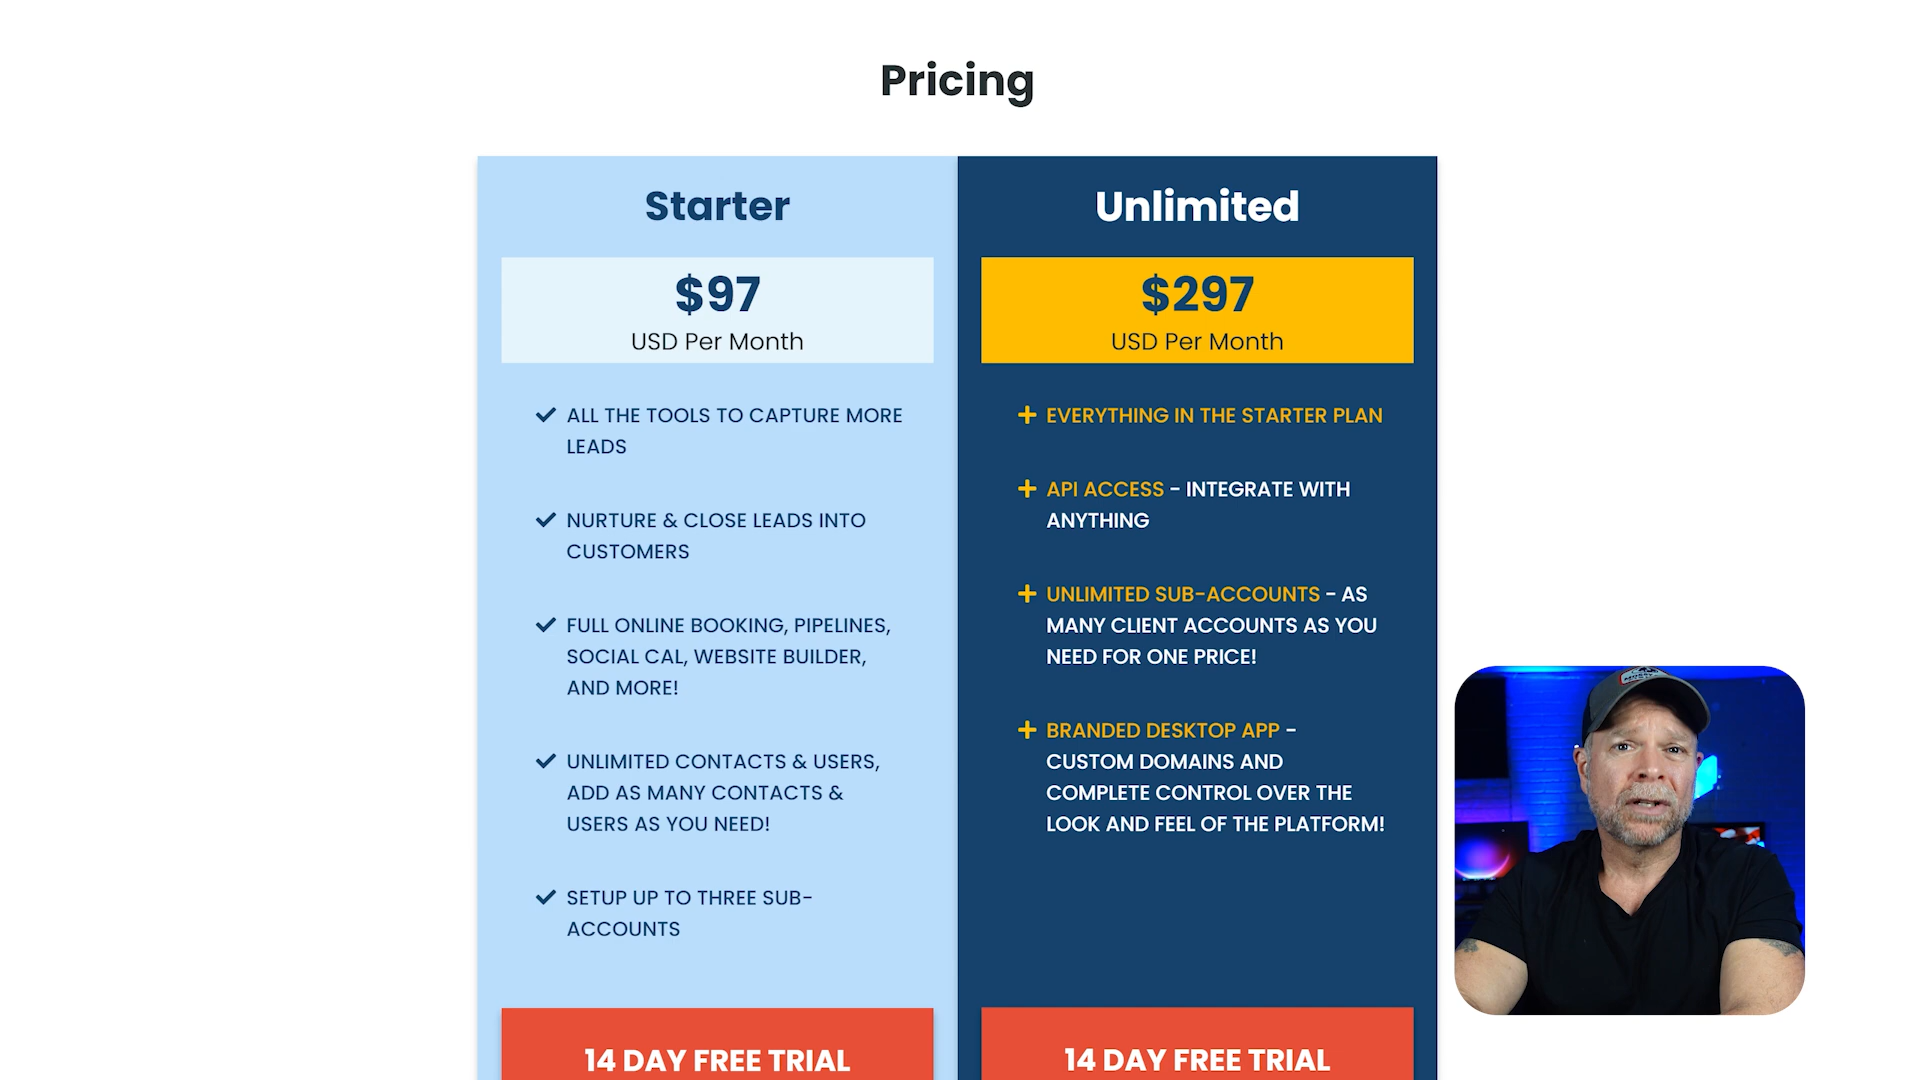 Pricing
Starter
$97
USD Per Month
ALL THE TOOLS TO CAPTURE MORE
LEADS
NURTURE & CLOSE LEADS INTO
CUSTOMERS
FULL ONLINE BOOKING, PIPELINES,
SOCIAL CAL, WEBSITE BUILDER,
AND MORE!
UNLIMITED CONTACTS & USERS,
ADD AS MANY CONTACTS &
USERS AS YOU NEED!
SETUP UP TO THREE SUB-
ACCOUNTS
14 DAY FREE TRIAL
Unlimited
$297
USD Per Month
EVERYTHING IN THE STARTER PLAN
API ACCESS - INTEGRATE WITH
ANYTHING
UNLIMITED SUB-ACCOUNTS - AS
MANY CLIENT ACCOUNTS AS YOU
NEED FOR ONE PRICE!
BRANDED DESKTOP APP -
CUSTOM DOMAINS AND
COMPLETE CONTROL OVER THE
LOOK AND FEEL OF THE PLATFORM!
14 DAY FREE TRIAL